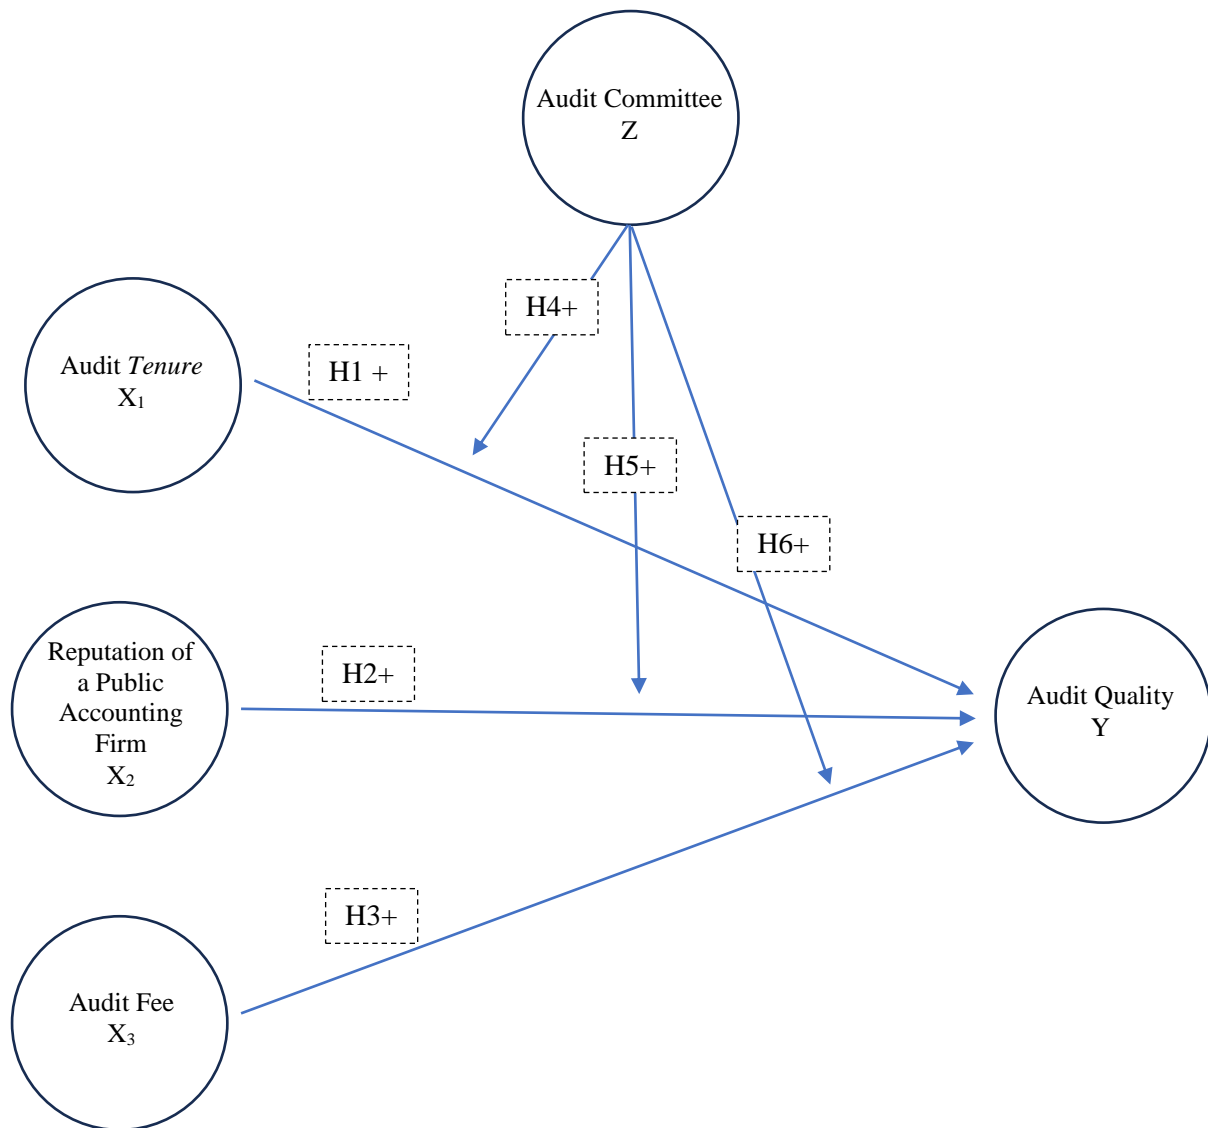 Audit Committee
Z
H4+
Audit Tenure
X₁
H1 +
H5+
H6+
Reputation of
a Public
Accounting
Firm
X₂
H2+
Audit Quality
Y
H3+
Audit Fee
X₃